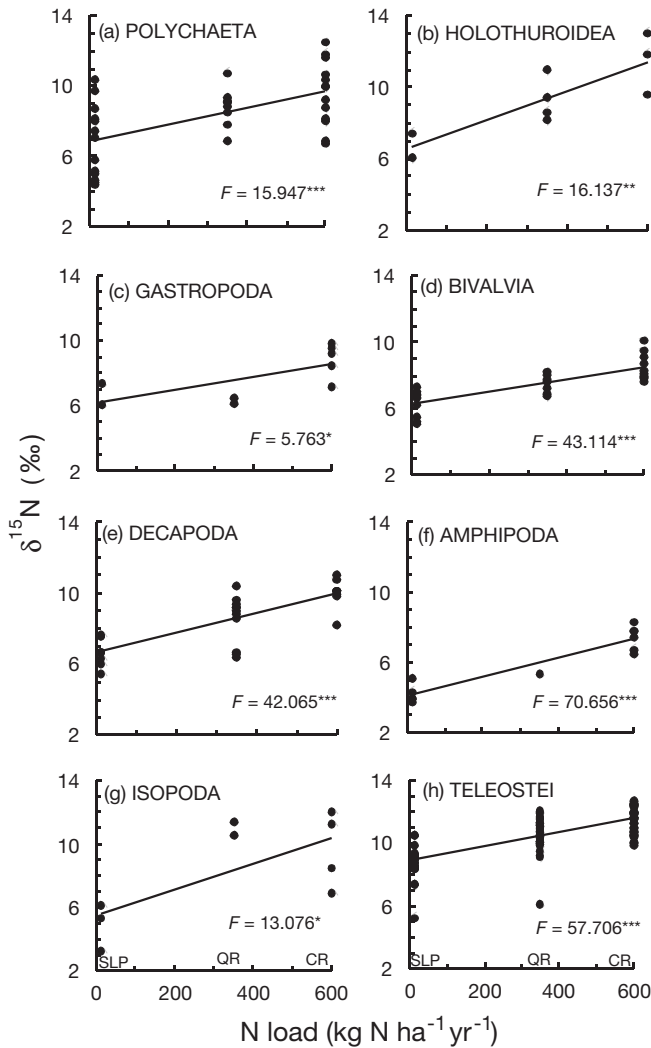 14
10
6
2
(a) POLYCHAETA
F = 15.947***
14
10
6
2
(b) HOLOTHUROIDEA
F = 16.137**
14
10
6
2
(c) GASTROPODA
F = 5.763*
14
10
6
2
(d) BIVALVIA
F = 43.114***
δ15N (‰)
14
10
6
2
(e) DECAPODA
F = 42.065***
14
10
6
2
(f) AMPHIPODA
F = 70.656***
14
10
6
2
(g) ISOPODA
F = 13.076*
SLP QR CR
0 200 400 600
14
10
6
2
(h) TELEOSTEI
F = 57.706***
SLP QR CR
0 200 400 600
N load (kg N ha-1 yr-1)